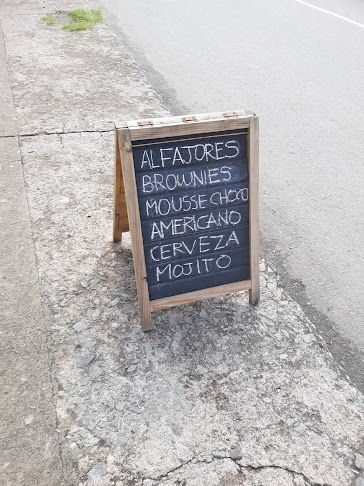 ALFAJORES
BROWNIES
MOUSSE CHOCO
AMERICANO
CERVEZA
MOJITO